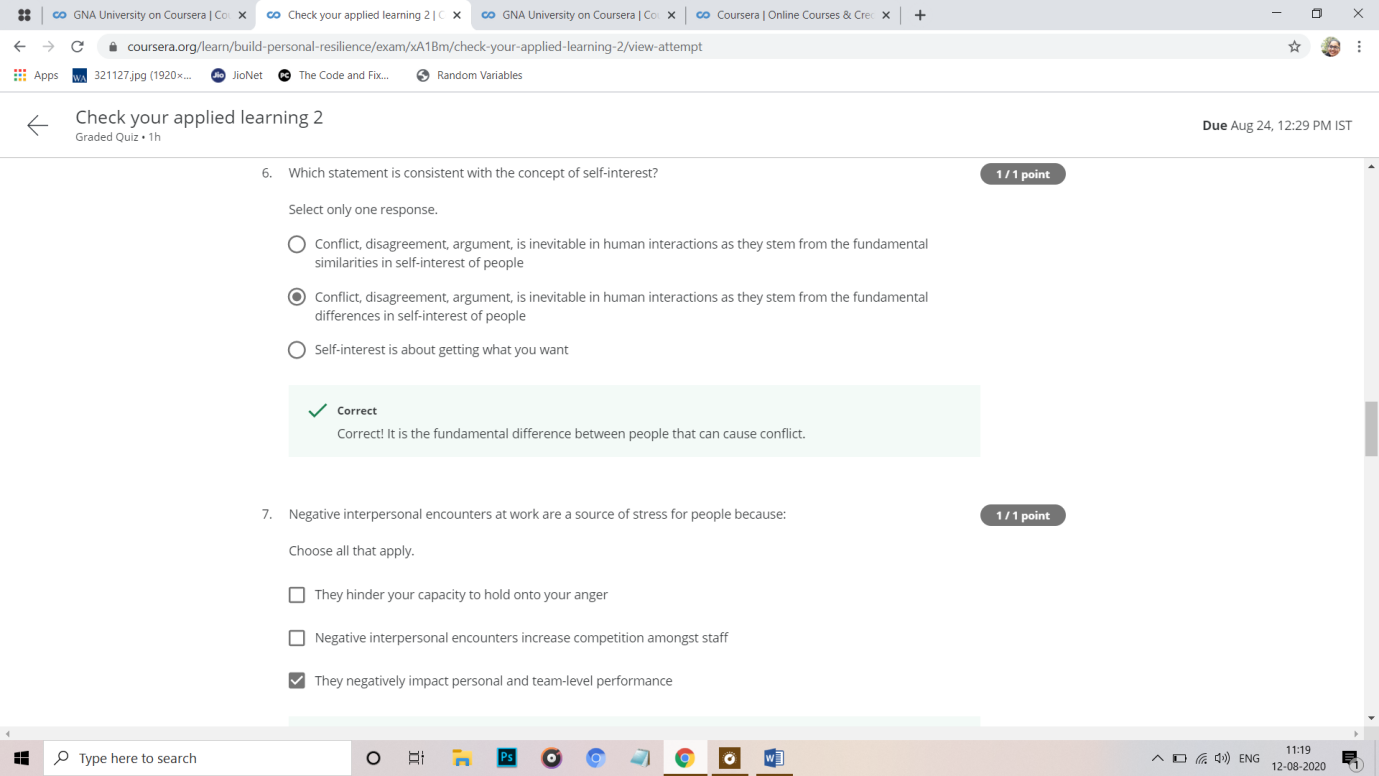 GNA University on Coursera | Co
Check your applied learning 2 | C
GNA University on Coursera | Co
Coursera | Online Courses & Cre
coursera.org/learn/build-personal-resilience/exam/xA1Bm/check-your-applied-learning-2/view-attempt
Apps
WA
321127.jpg (1920×...
Jio
JioNet
PC
The Code and Fix...
Random Variables
Check your applied learning 2
Graded Quiz • 1h
Due Aug 24, 12:29 PM IST
6. Which statement is consistent with the concept of self-interest?
1 / 1 point
Select only one response.
Conflict, disagreement, argument, is inevitable in human interactions as they stem from the fundamental
similarities in self-interest of people
Conflict, disagreement, argument, is inevitable in human interactions as they stem from the fundamental
differences in self-interest of people
Self-interest is about getting what you want
Correct
Correct! It is the fundamental difference between people that can cause conflict.
7. Negative interpersonal encounters at work are a source of stress for people because:
1 / 1 point
Choose all that apply.
They hinder your capacity to hold onto your anger
Negative interpersonal encounters increase competition amongst staff
They negatively impact personal and team-level performance
Type here to search
Ps
W
ENG
11:19
12-08-2020
1